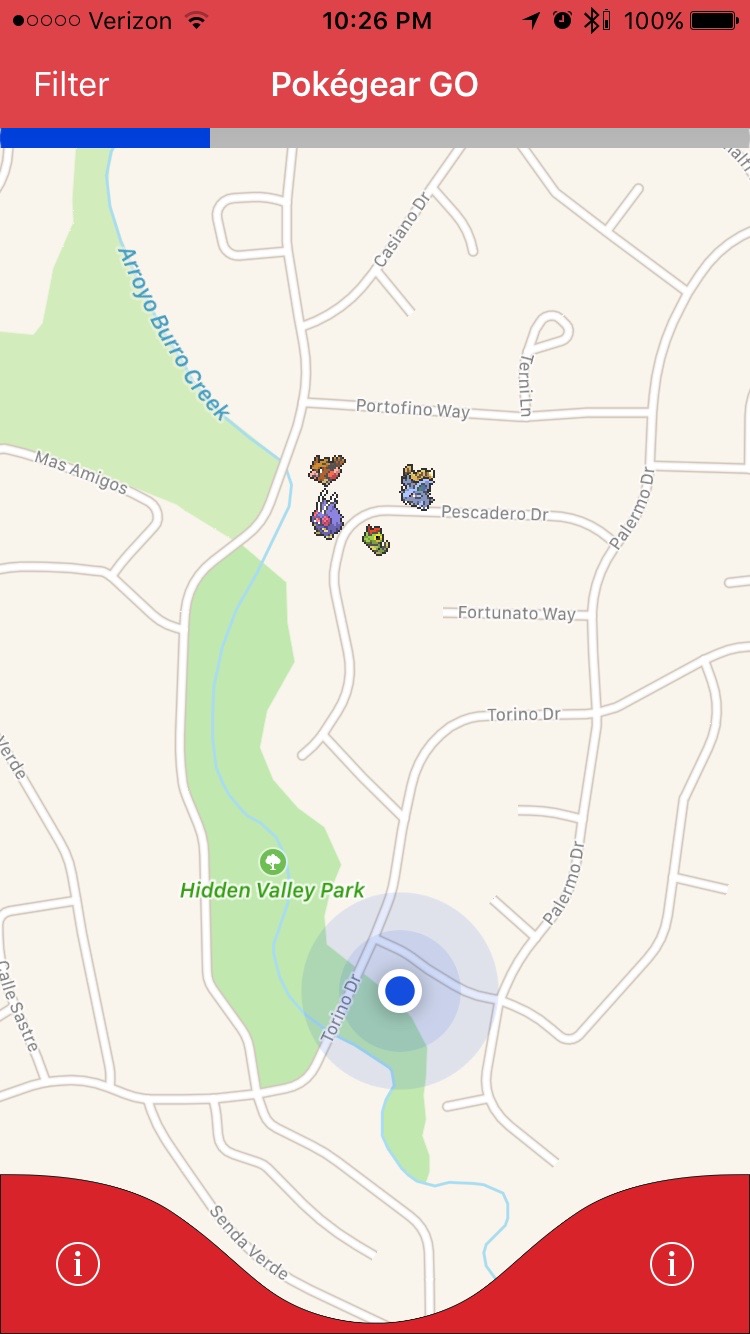 Verizon 10:26 PM 100%
Filter Pokégear GO
Casiano Dr
Arroyo Burro Creek
Terni Ln
Portofino Way
Mas Amigos
Pescadero Dr
Palermo Dr
Fortunato Way
Torino Dr
Verde
Palermo Dr
Hidden Valley Park
Calle Sastre
Torino Dr
Senda Verde
i i